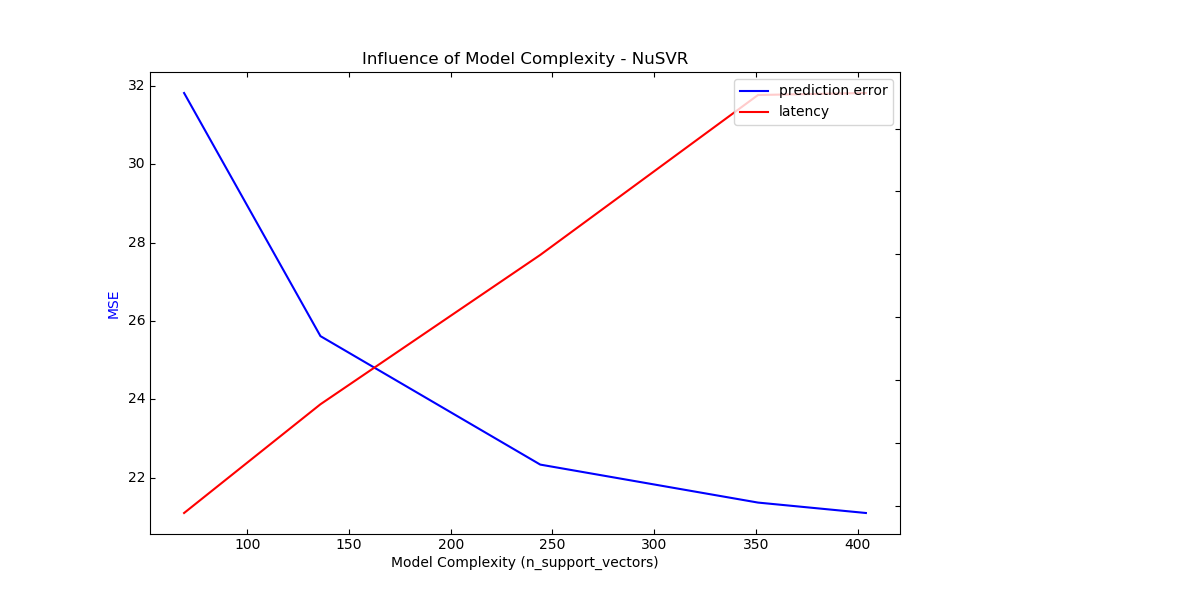 Influence of Model Complexity - NuSVR
prediction error
latency
32
30
28
26
24
22
MSE
100 150 200 250 300 350 400
Model Complexity (n_support_vectors)